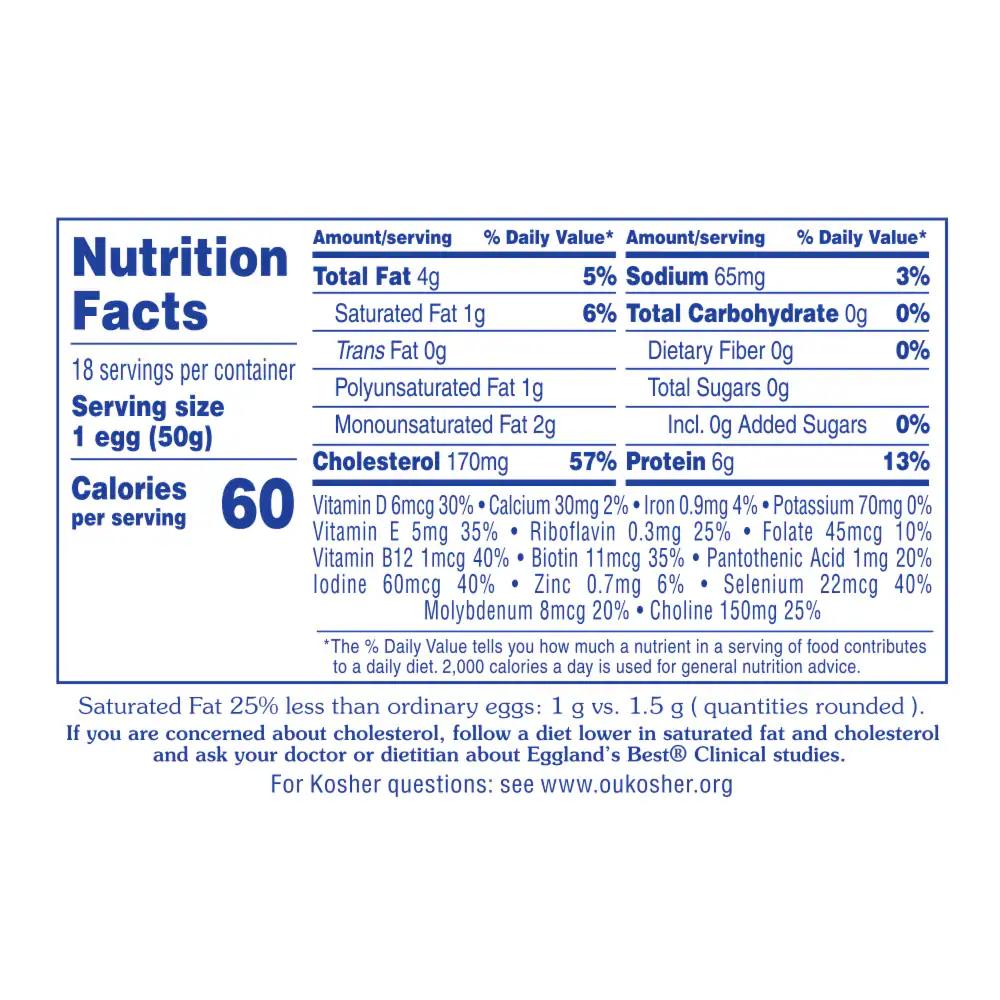 Nutrition
Facts
18 servings per container
Serving size
1 egg (50g)
Calories
per serving
60
Amount/serving % Daily Value*
Total Fat 4g 5%
Saturated Fat 1g 6%
Trans Fat 0g
Polyunsaturated Fat 1g
Monounsaturated Fat 2g
Cholesterol 170mg 57%
Amount/serving % Daily Value*
Sodium 65mg 3%
Total Carbohydrate 0g 0%
Dietary Fiber 0g 0%
Total Sugars 0g
Incl. 0g Added Sugars 0%
Protein 6g 13%
Vitamin D 6mcg 30% • Calcium 30mg 2% • Iron 0.9mg 4% • Potassium 70mg 0%
Vitamin E 5mg 35% • Riboflavin 0.3mg 25% • Folate 45mcg 10%
Vitamin B12 1mcg 40% • Biotin 11mcg 35% • Pantothenic Acid 1mg 20%
Iodine 60mcg 40% • Zinc 0.7mg 6% • Selenium 22mcg 40%
Molybdenum 8mcg 20% • Choline 150mg 25%
*The % Daily Value tells you how much a nutrient in a serving of food contributes
to a daily diet. 2,000 calories a day is used for general nutrition advice.
Saturated Fat 25% less than ordinary eggs: 1 g vs. 1.5 g ( quantities rounded ).
If you are concerned about cholesterol, follow a diet lower in saturated fat and cholesterol
and ask your doctor or dietitian about Eggland's Best® Clinical studies.
For Kosher questions: see www.oukosher.org